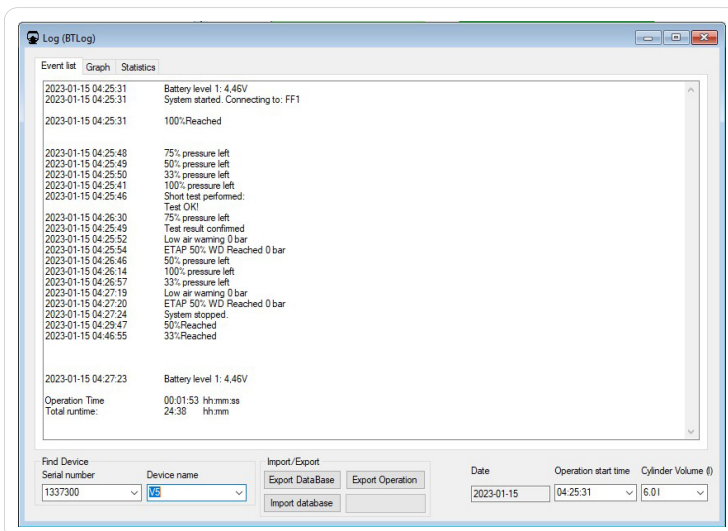 Log (BTLog)
Event list Graph Statistics
2023-01-15 04:25:31 Battery level 1: 4,46V
2023-01-15 04:25:31 System started. Connecting to: FF1
2023-01-15 04:25:31 100%Reached
2023-01-15 04:25:48 75% pressure left
2023-01-15 04:25:49 50% pressure left
2023-01-15 04:25:50 33% pressure left
2023-01-15 04:25:41 100% pressure left
2023-01-15 04:25:46 Short test performed:
Test OK!
2023-01-15 04:26:30 75% pressure left
2023-01-15 04:25:49 Test result confirmed
2023-01-15 04:25:52 Low air warning 0 bar
2023-01-15 04:25:54 ETAP 50% WD Reached 0 bar
2023-01-15 04:26:46 50% pressure left
2023-01-15 04:26:14 100% pressure left
2023-01-15 04:26:57 33% pressure left
2023-01-15 04:27:19 Low air warning 0 bar
2023-01-15 04:27:20 ETAP 50% WD Reached 0 bar
2023-01-15 04:27:24 System stopped.
2023-01-15 04:29:47 50%Reached
2023-01-15 04:46:55 33%Reached
2023-01-15 04:27:23 Battery level 1: 4,46V
Operation Time 00:01:53 hh:mm:ss
Total runtime: 24:38 hh:mm
Find Device Import/Export
Serial number Device name Export DataBase Export Operation Date Operation start time Cylinder Volume (l)
1337300 V5 Import database 2023-01-15 04:25:31 6.0 l